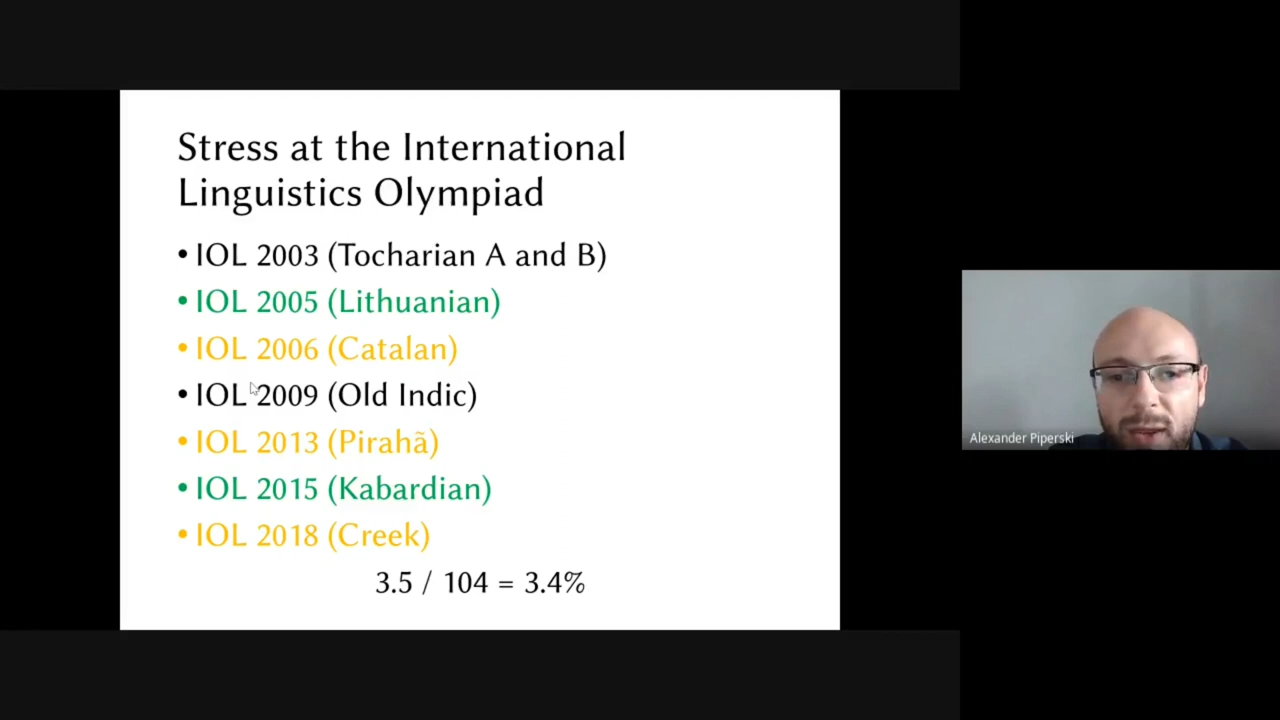 Stress at the International
Linguistics Olympiad
• IOL 2003 (Tocharian A and B)
• IOL 2005 (Lithuanian)
• IOL 2006 (Catalan)
• IOL 2009 (Old Indic)
• IOL 2013 (Pirahã)
• IOL 2015 (Kabardian)
• IOL 2018 (Creek)
3.5 / 104 = 3.4%
Alexander Piperski